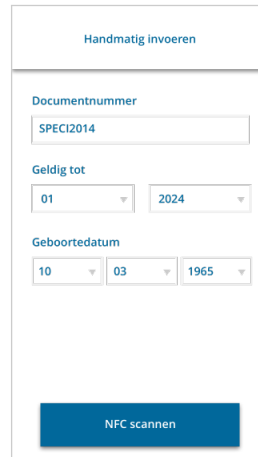 Handmatig invoeren
Documentnummer
SPECI2014
Geldig tot
01 2024
Geboortedatum
10 03 1965
NFC scannen